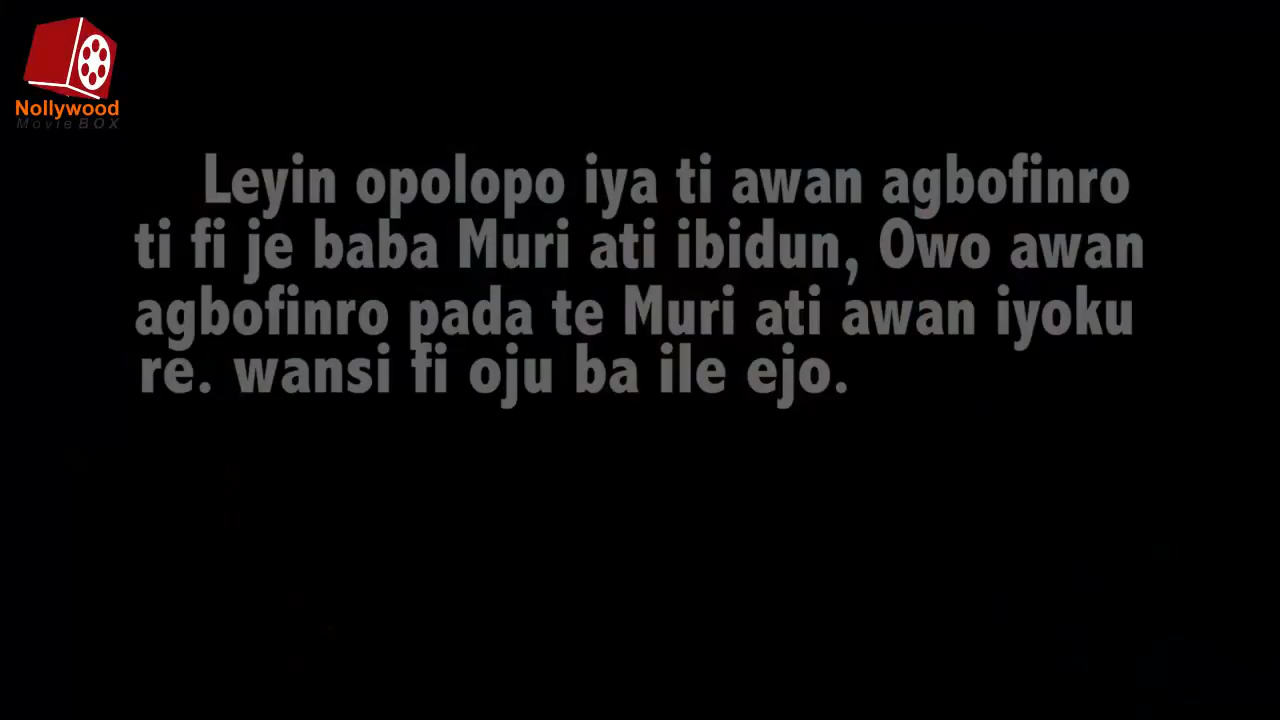 Nollywood
Movie BOX
Leyin opolopo iya ti awan agbofinro
ti fi je baba Muri ati ibidun, Owo awan
agbofinro pada te Muri ati awan iyoku
re. wansi fi oju ba ile ejo.